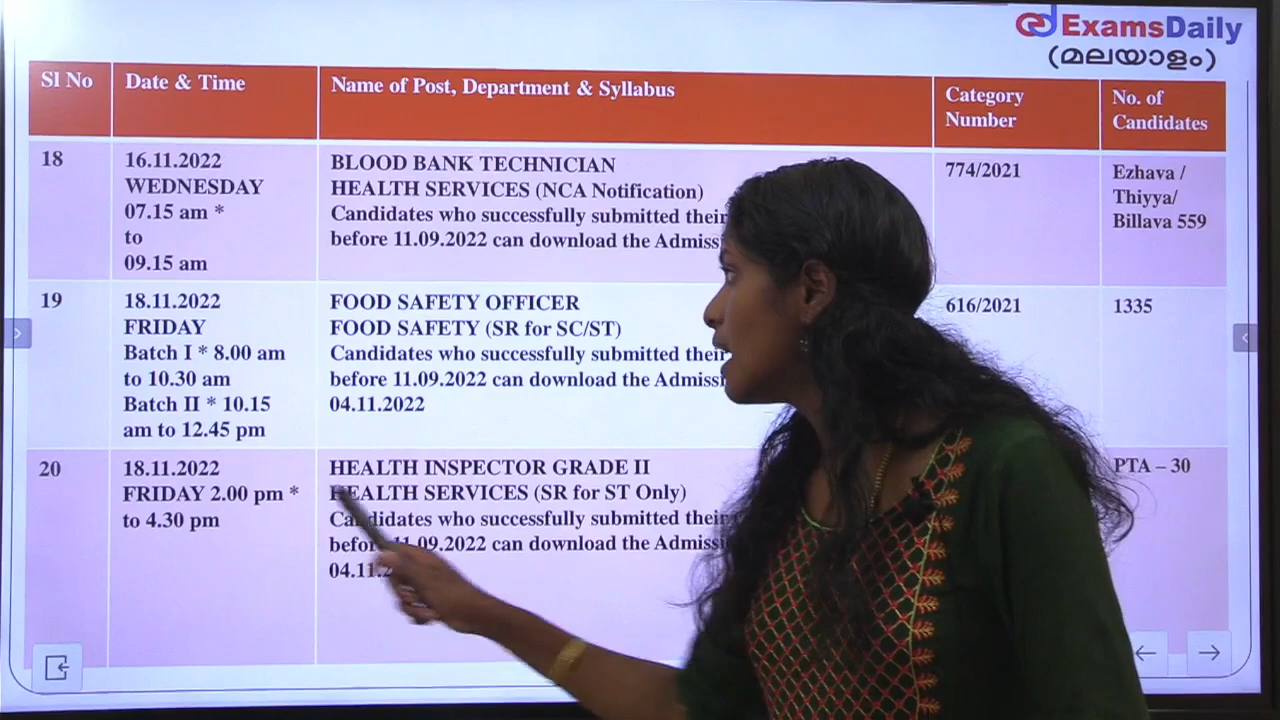 ExamsDaily
(മലയാളം)
Sl No
Date & Time
Name of Post, Department & Syllabus
Category
Number
No. of
Candidates
18
16.11.2022
WEDNESDAY
07.15 am *
to
09.15 am
BLOOD BANK TECHNICIAN
HEALTH SERVICES (NCA Notification)
Candidates who successfully submitted their
before 11.09.2022 can download the
774/2021
Ezhava /
Thiyya/
Billava 559
19
18.11.2022
FRIDAY
Batch I * 8.00 am
to 10.30 am
Batch II * 10.15
am to 12.45 pm
FOOD SAFETY OFFICER
FOOD SAFETY (SR for SC/ST)
Candidates who successfully submitted their
before 11.09.2022 can download the
04.11.2022
616/2021
1335
20
18.11.2022
FRIDAY 2.00 pm *
to 4.30 pm
HEALTH INSPECTOR GRADE II
HEALTH SERVICES (SR for ST Only)
Candidates who successfully submitted their
before 11.09.2022 can download the
PTA – 30